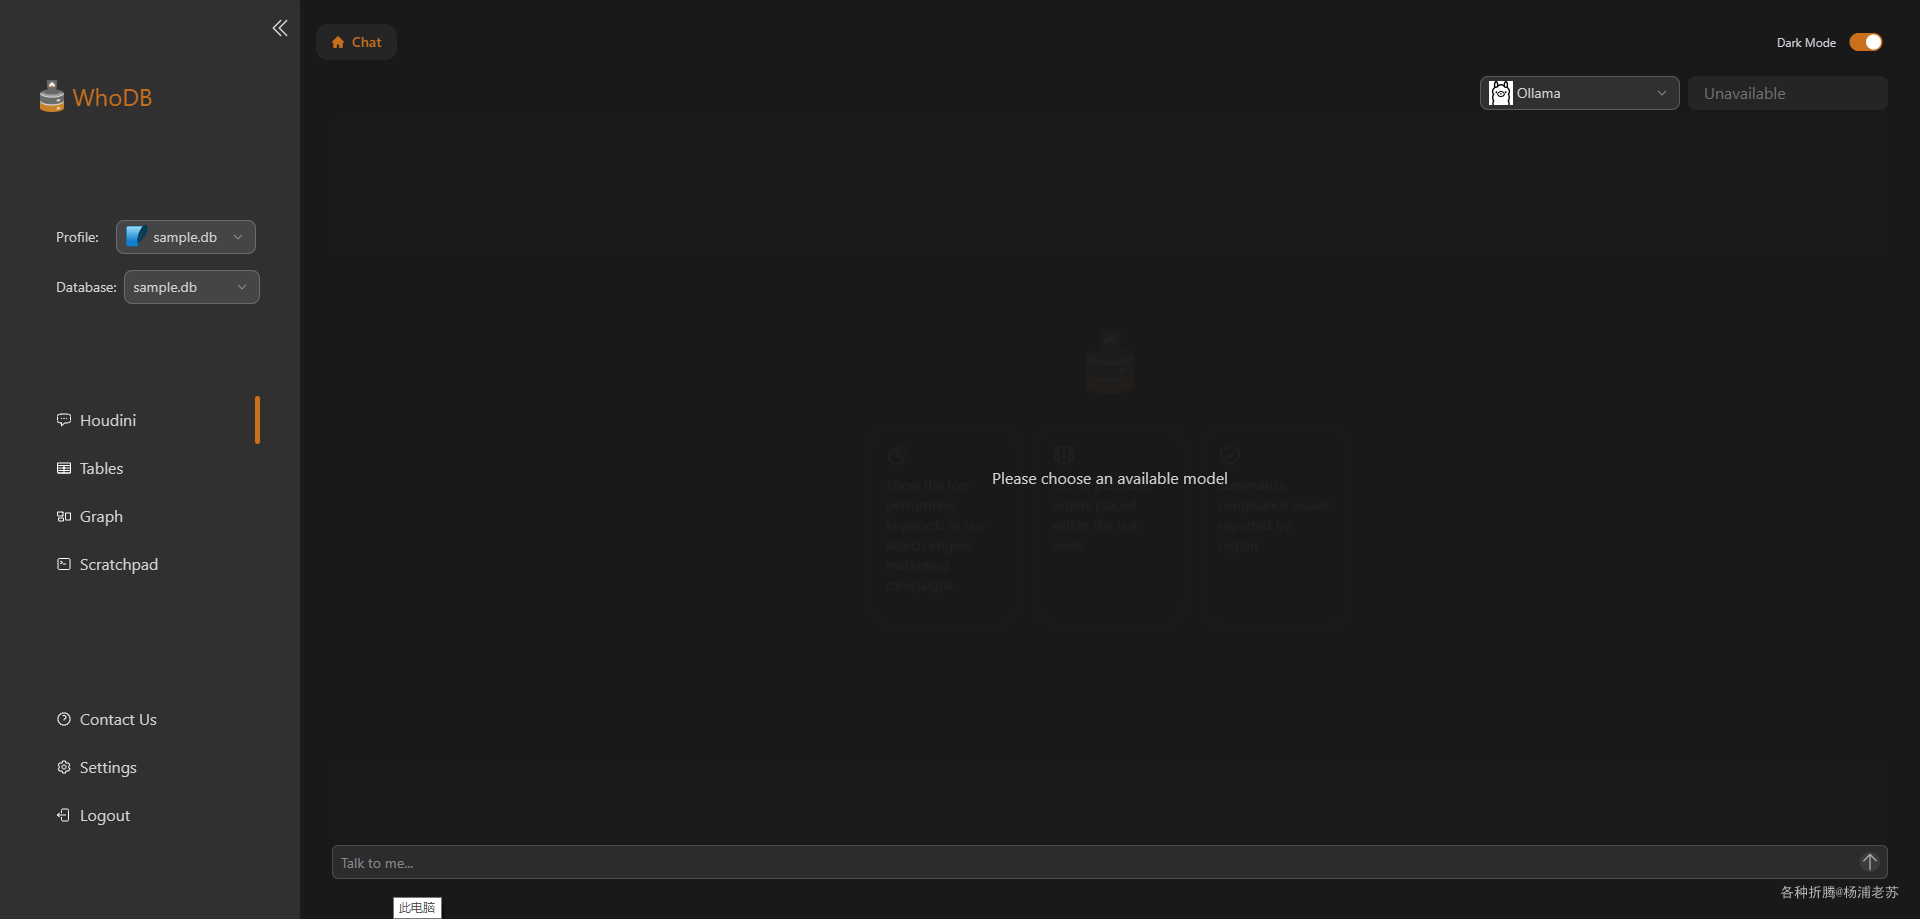 WhoDB
Profile:
sample.db
Database:
sample.db
Houdini
Tables
Graph
Scratchpad
Contact Us
Settings
Logout
Chat
Dark Mode
Ollama
Unavailable
Please choose an available model
Show the top-
performing
keywords in our
search engine
marketing
campaigns
orders placed
within the last
week
Summarize
compliance issues
reported by
region
Talk to me...
各种折腾@杨浦老苏
此电脑